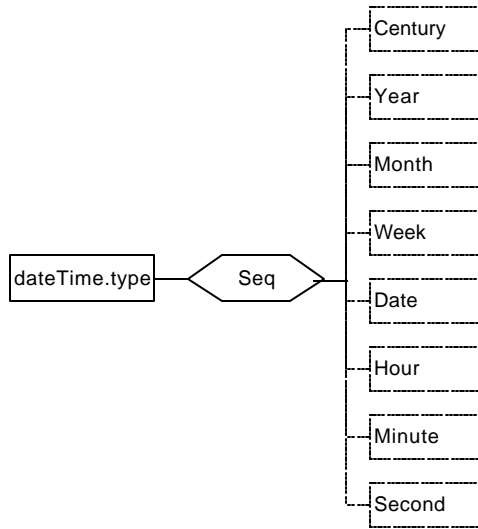 dateTime.type
Seq
Century
Year
Month
Week
Date
Hour
Minute
Second